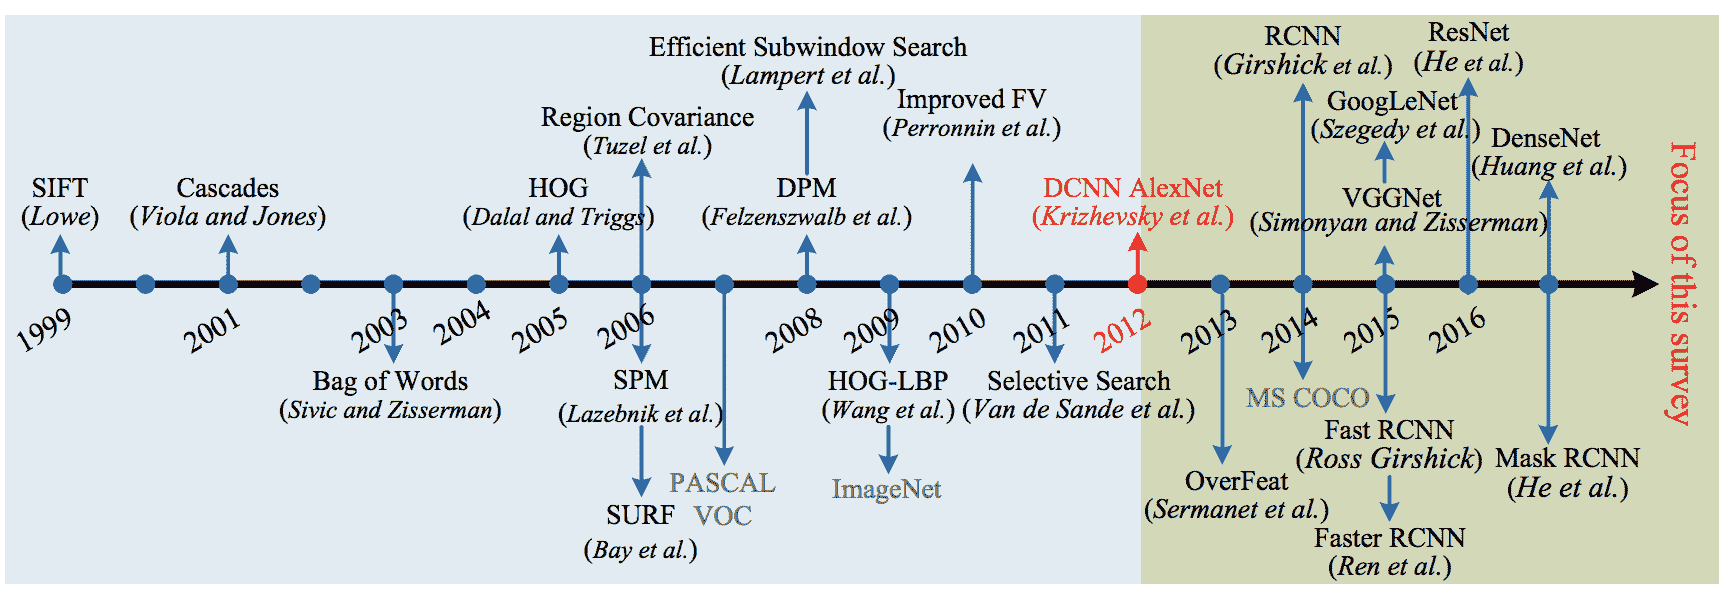 Efficient Subwindow Search
(Lampert et al.)
RCNN
(Girshick et al.)
ResNet
(He et al.)
Region Covariance
(Tuzel et al.)
Improved FV
(Perronnin et al.)
GoogLeNet
(Szegedy et al.)
DenseNet
(Huang et al.)
SIFT
(Lowe)
Cascades
(Viola and Jones)
HOG
(Dalal and Triggs)
DPM
(Felzenszwalb et al.)
DCNN AlexNet
(Krizhevsky et al.)
VGGNet
(Simonyan and Zisserman)
Focus of this survey
1999
2001
2003
2004
2005
2006
2008
2009
2010
2011
2012
2013
2014
2015
2016
Bag of Words
(Sivic and Zisserman)
SPM
(Lazebnik et al.)
HOG-LBP
(Wang et al.)
Selective Search
(Van de Sande et al.)
MS COCO
Fast RCNN
(Ross Girshick)
Mask RCNN
(He et al.)
PASCAL
VOC
ImageNet
OverFeat
(Sermanet et al.)
SURF
(Bay et al.)
Faster RCNN
(Ren et al.)